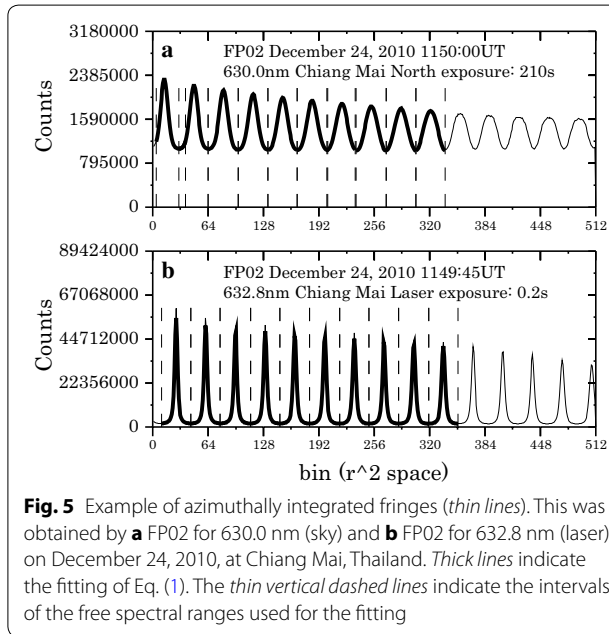 3180000
a
FP02 December 24, 2010 1150:00UT
630.0nm Chiang Mai North exposure: 210s
2385000
Counts
1590000
795000
0
0 64 128 192 256 320 384 448 512
89424000
b
FP02 December 24, 2010 1149:45UT
632.8nm Chiang Mai Laser exposure: 0.2s
67068000
Counts
44712000
22356000
0
0 64 128 192 256 320 384 448 512
bin (r^2 space)
Fig. 5 Example of azimuthally integrated fringes (thin lines). This was
obtained by a FP02 for 630.0 nm (sky) and b FP02 for 632.8 nm (laser)
on December 24, 2010, at Chiang Mai, Thailand. Thick lines indicate
the fitting of Eq. (1). The thin vertical dashed lines indicate the intervals
of the free spectral ranges used for the fitting